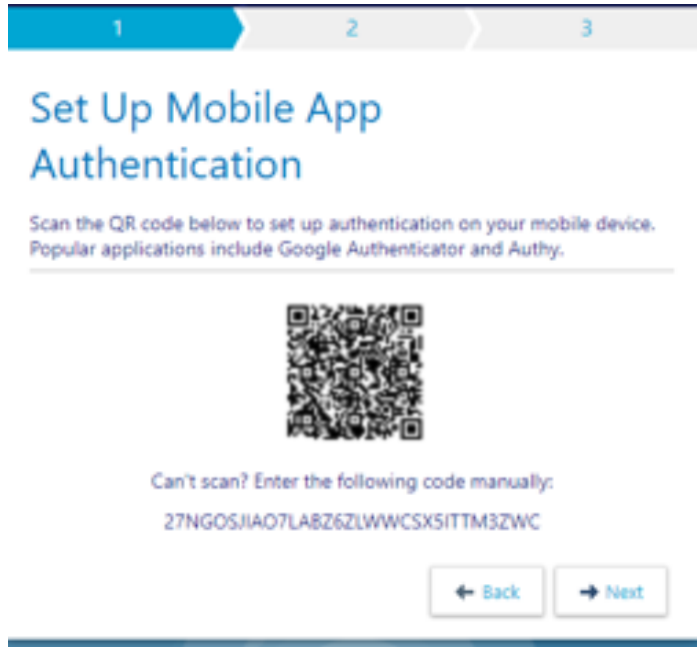 1 2 3
Set Up Mobile App
Authentication
Scan the QR code below to set up authentication on your mobile device.
Popular applications include Google Authenticator and Authy.
Can't scan? Enter the following code manually:
27NGOSJIAO7LABZ6ZLWWCSX5ITTM3ZWC
Back Next